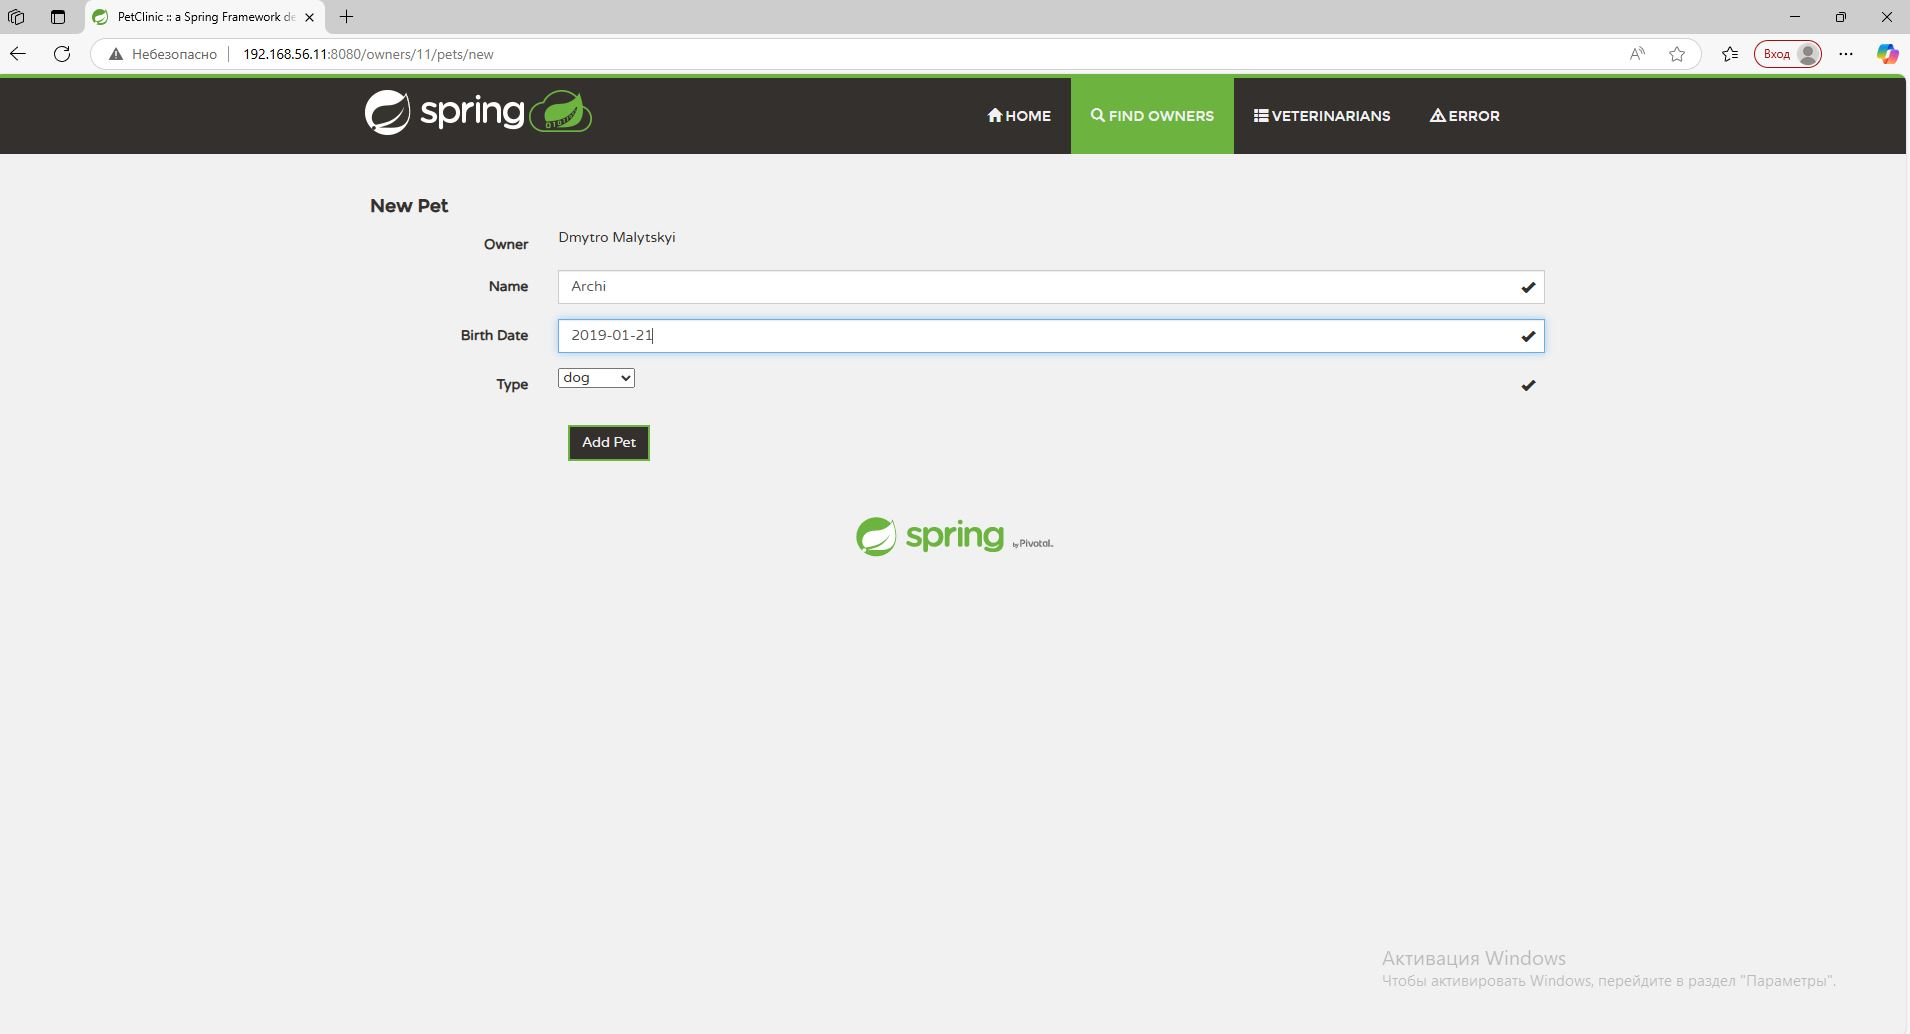 PetClinic :: a Spring Framework de
Небезопасно
192.168.56.11:8080/owners/11/pets/new
Вход
spring
HOME
FIND OWNERS
VETERINARIANS
ERROR
New Pet
Owner
Dmytro Malytskyi
Name
Archi
Birth Date
2019-01-21
Type
dog
Add Pet
spring by Pivotal.
Активация Windows
Чтобы активировать Windows, перейдите в раздел "Параметры".